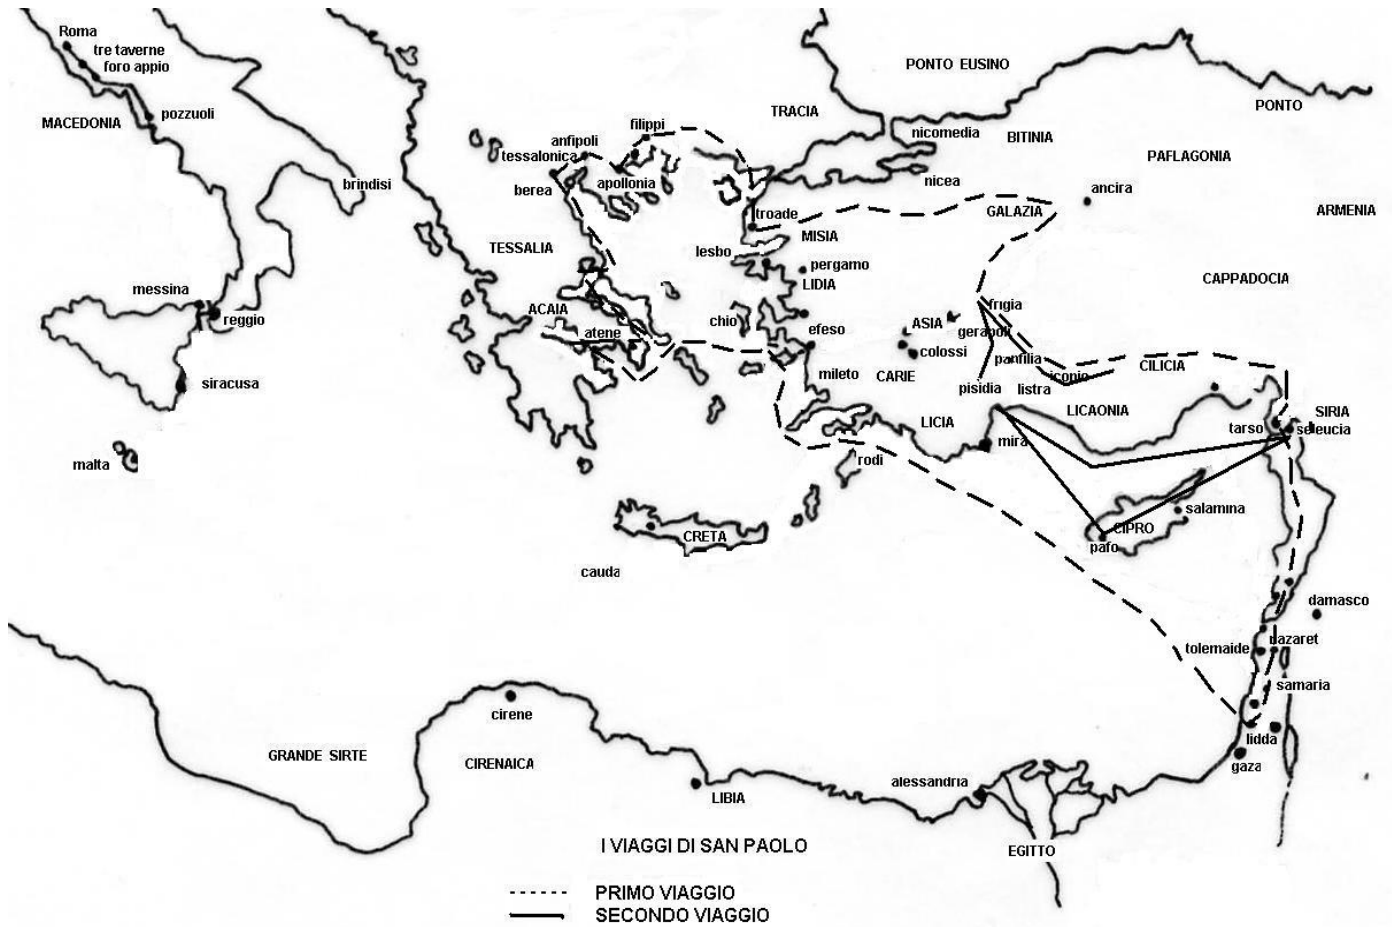 Roma
tre taverne
foro appio
pozzuoli
MACEDONIA
brindisi
messina
reggio
siracusa
malta
PONTO EUSINO
PONTO
TRACIA
nicomedia
BITINIA
PAFLAGONIA
filippi
anfipoli
tessalonica
apollonia
berea
nicea
ancira
ARMENIA
troade
GALAZIA
MISIA
TESSALIA
lesbo
pergamo
LIDIA
CAPPADOCIA
ACAIA
atene
chio
efeso
ASIA
frigia
gerapoli
colossi
panfilia
iconio
CILICIA
mileto
CARIE
pisidia
listra
LICAONIA
LICIA
mira
SIRIA
tarso
seleucia
rodi
salamina
CIPRO
pafo
CRETA
cauda
damasco
tolemaide
nazaret
samaria
lidda
gaza
cirene
GRANDE SIRTE
CIRENAICA
LIBIA
alessandria
EGITTO
I VIAGGI DI SAN PAOLO
PRIMO VIAGGIO
SECONDO VIAGGIO